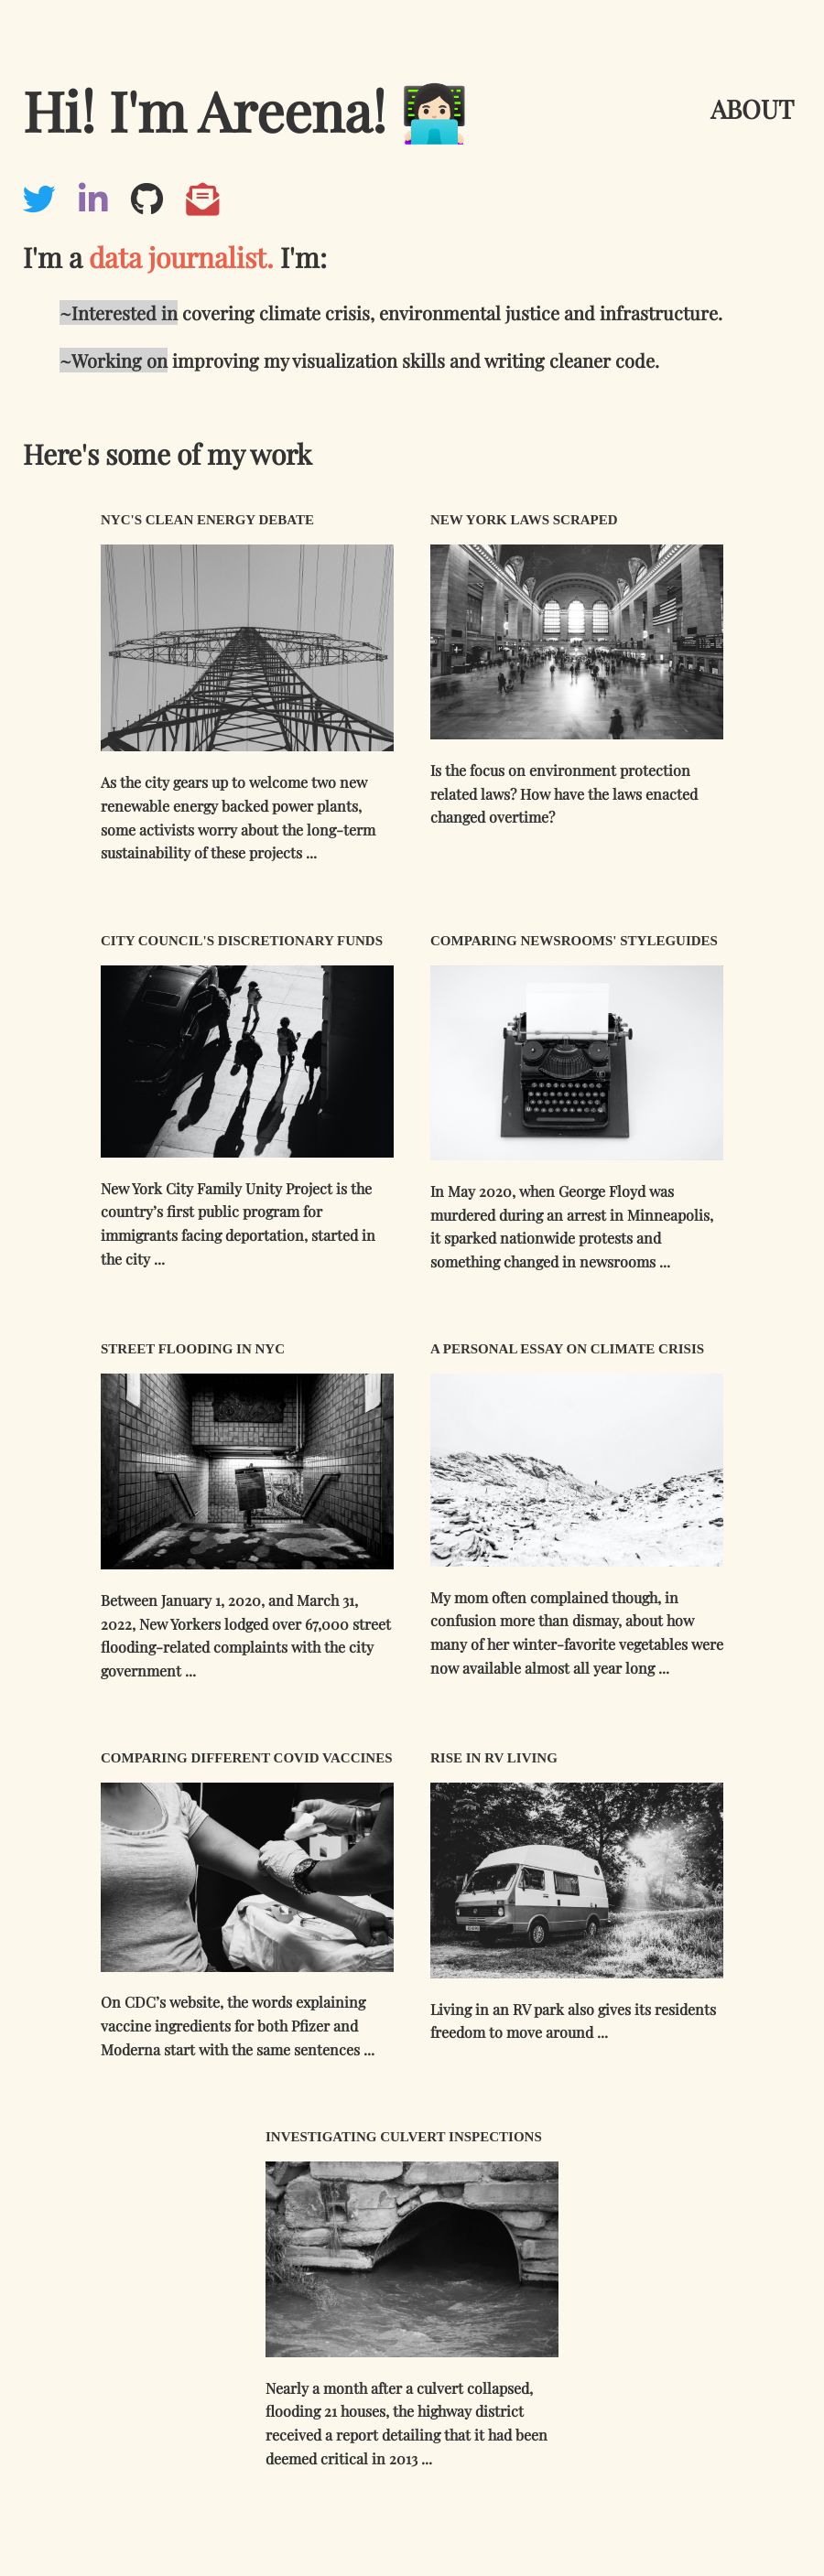 Hi! I'm Areena!
ABOUT
in
I'm a data journalist. I'm:
~Interested in covering climate crisis, environmental justice and infrastructure.
~Working on improving my visualization skills and writing cleaner code.
Here's some of my work
NYC'S CLEAN ENERGY DEBATE
As the city gears up to welcome two new
renewable energy backed power plants,
some activists worry about the long-term
sustainability of these projects ...
NEW YORK LAWS SCRAPED
Is the focus on environment protection
related laws? How have the laws enacted
changed overtime?
CITY COUNCIL'S DISCRETIONARY FUNDS
New York City Family Unity Project is the
country’s first public program for
immigrants facing deportation, started in
the city ...
COMPARING NEWSROOMS' STYLEGUIDES
In May 2020, when George Floyd was
murdered during an arrest in Minneapolis,
it sparked nationwide protests and
something changed in newsrooms ...
STREET FLOODING IN NYC
Between January 1, 2020, and March 31,
2022, New Yorkers lodged over 67,000 street
flooding-related complaints with the city
government ...
A PERSONAL ESSAY ON CLIMATE CRISIS
My mom often complained though, in
confusion more than dismay, about how
many of her winter-favorite vegetables were
now available almost all year long ...
COMPARING DIFFERENT COVID VACCINES
On CDC’s website, the words explaining
vaccine ingredients for both Pfizer and
Moderna start with the same sentences ...
RISE IN RV LIVING
Living in an RV park also gives its residents
freedom to move around ...
INVESTIGATING CULVERT INSPECTIONS
Nearly a month after a culvert collapsed,
flooding 21 houses, the highway district
received a report detailing that it had been
deemed critical in 2013 ...